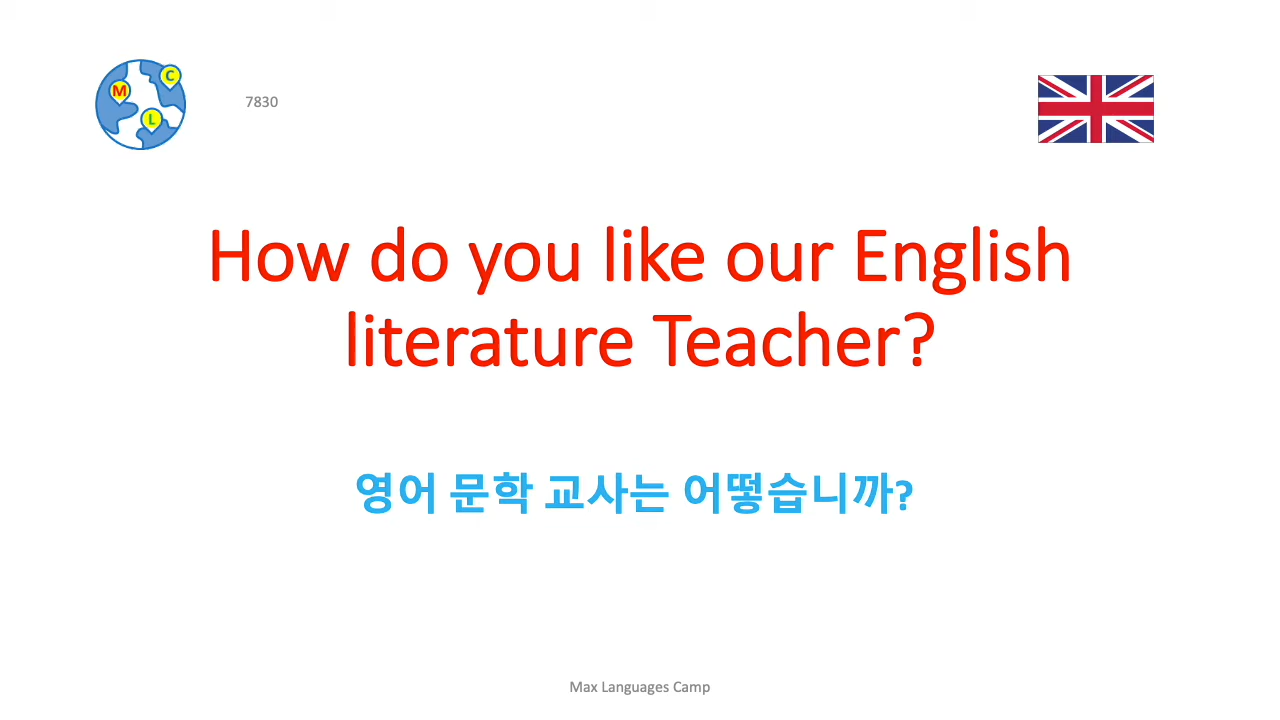 M
C
L
7830
How do you like our English
literature Teacher?
영어 문학 교사는 어떻습니까?
Max Languages Camp